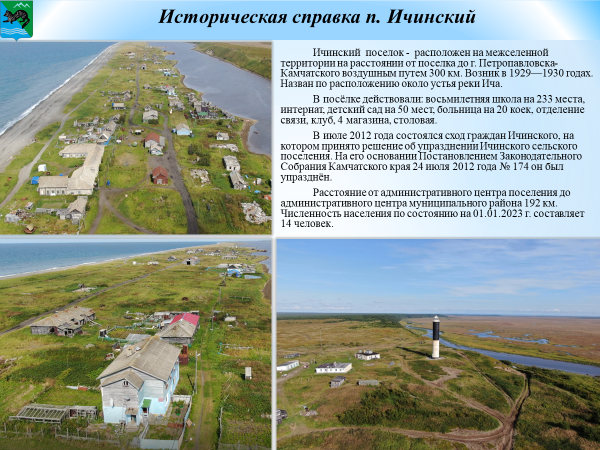 Историческая справка п. Ичинский
Ичинский поселок - расположен на межселенной
территории на расстоянии от поселка до г. Петропавловска-
Камчатского воздушным путем 300 км. Возник в 1929—1930 годах.
Назван по расположению около устья реки Ича.
В посёлке действовали: восьмилетняя школа на 233 места,
интернат, детский сад на 50 мест, больница на 20 коек, отделение
связи, клуб, 4 магазина, столовая.
В июле 2012 года состоялся сход граждан Ичинского, на
котором принято решение об упразднении Ичинского сельского
поселения. На его основании Постановлением Законодательного
Собрания Камчатского края 24 июля 2012 года № 174 он был
упразднён.
Расстояние от административного центра поселения до
административного центра муниципального района 192 км.
Численность населения по состоянию на 01.01.2023 г. составляет
14 человек.